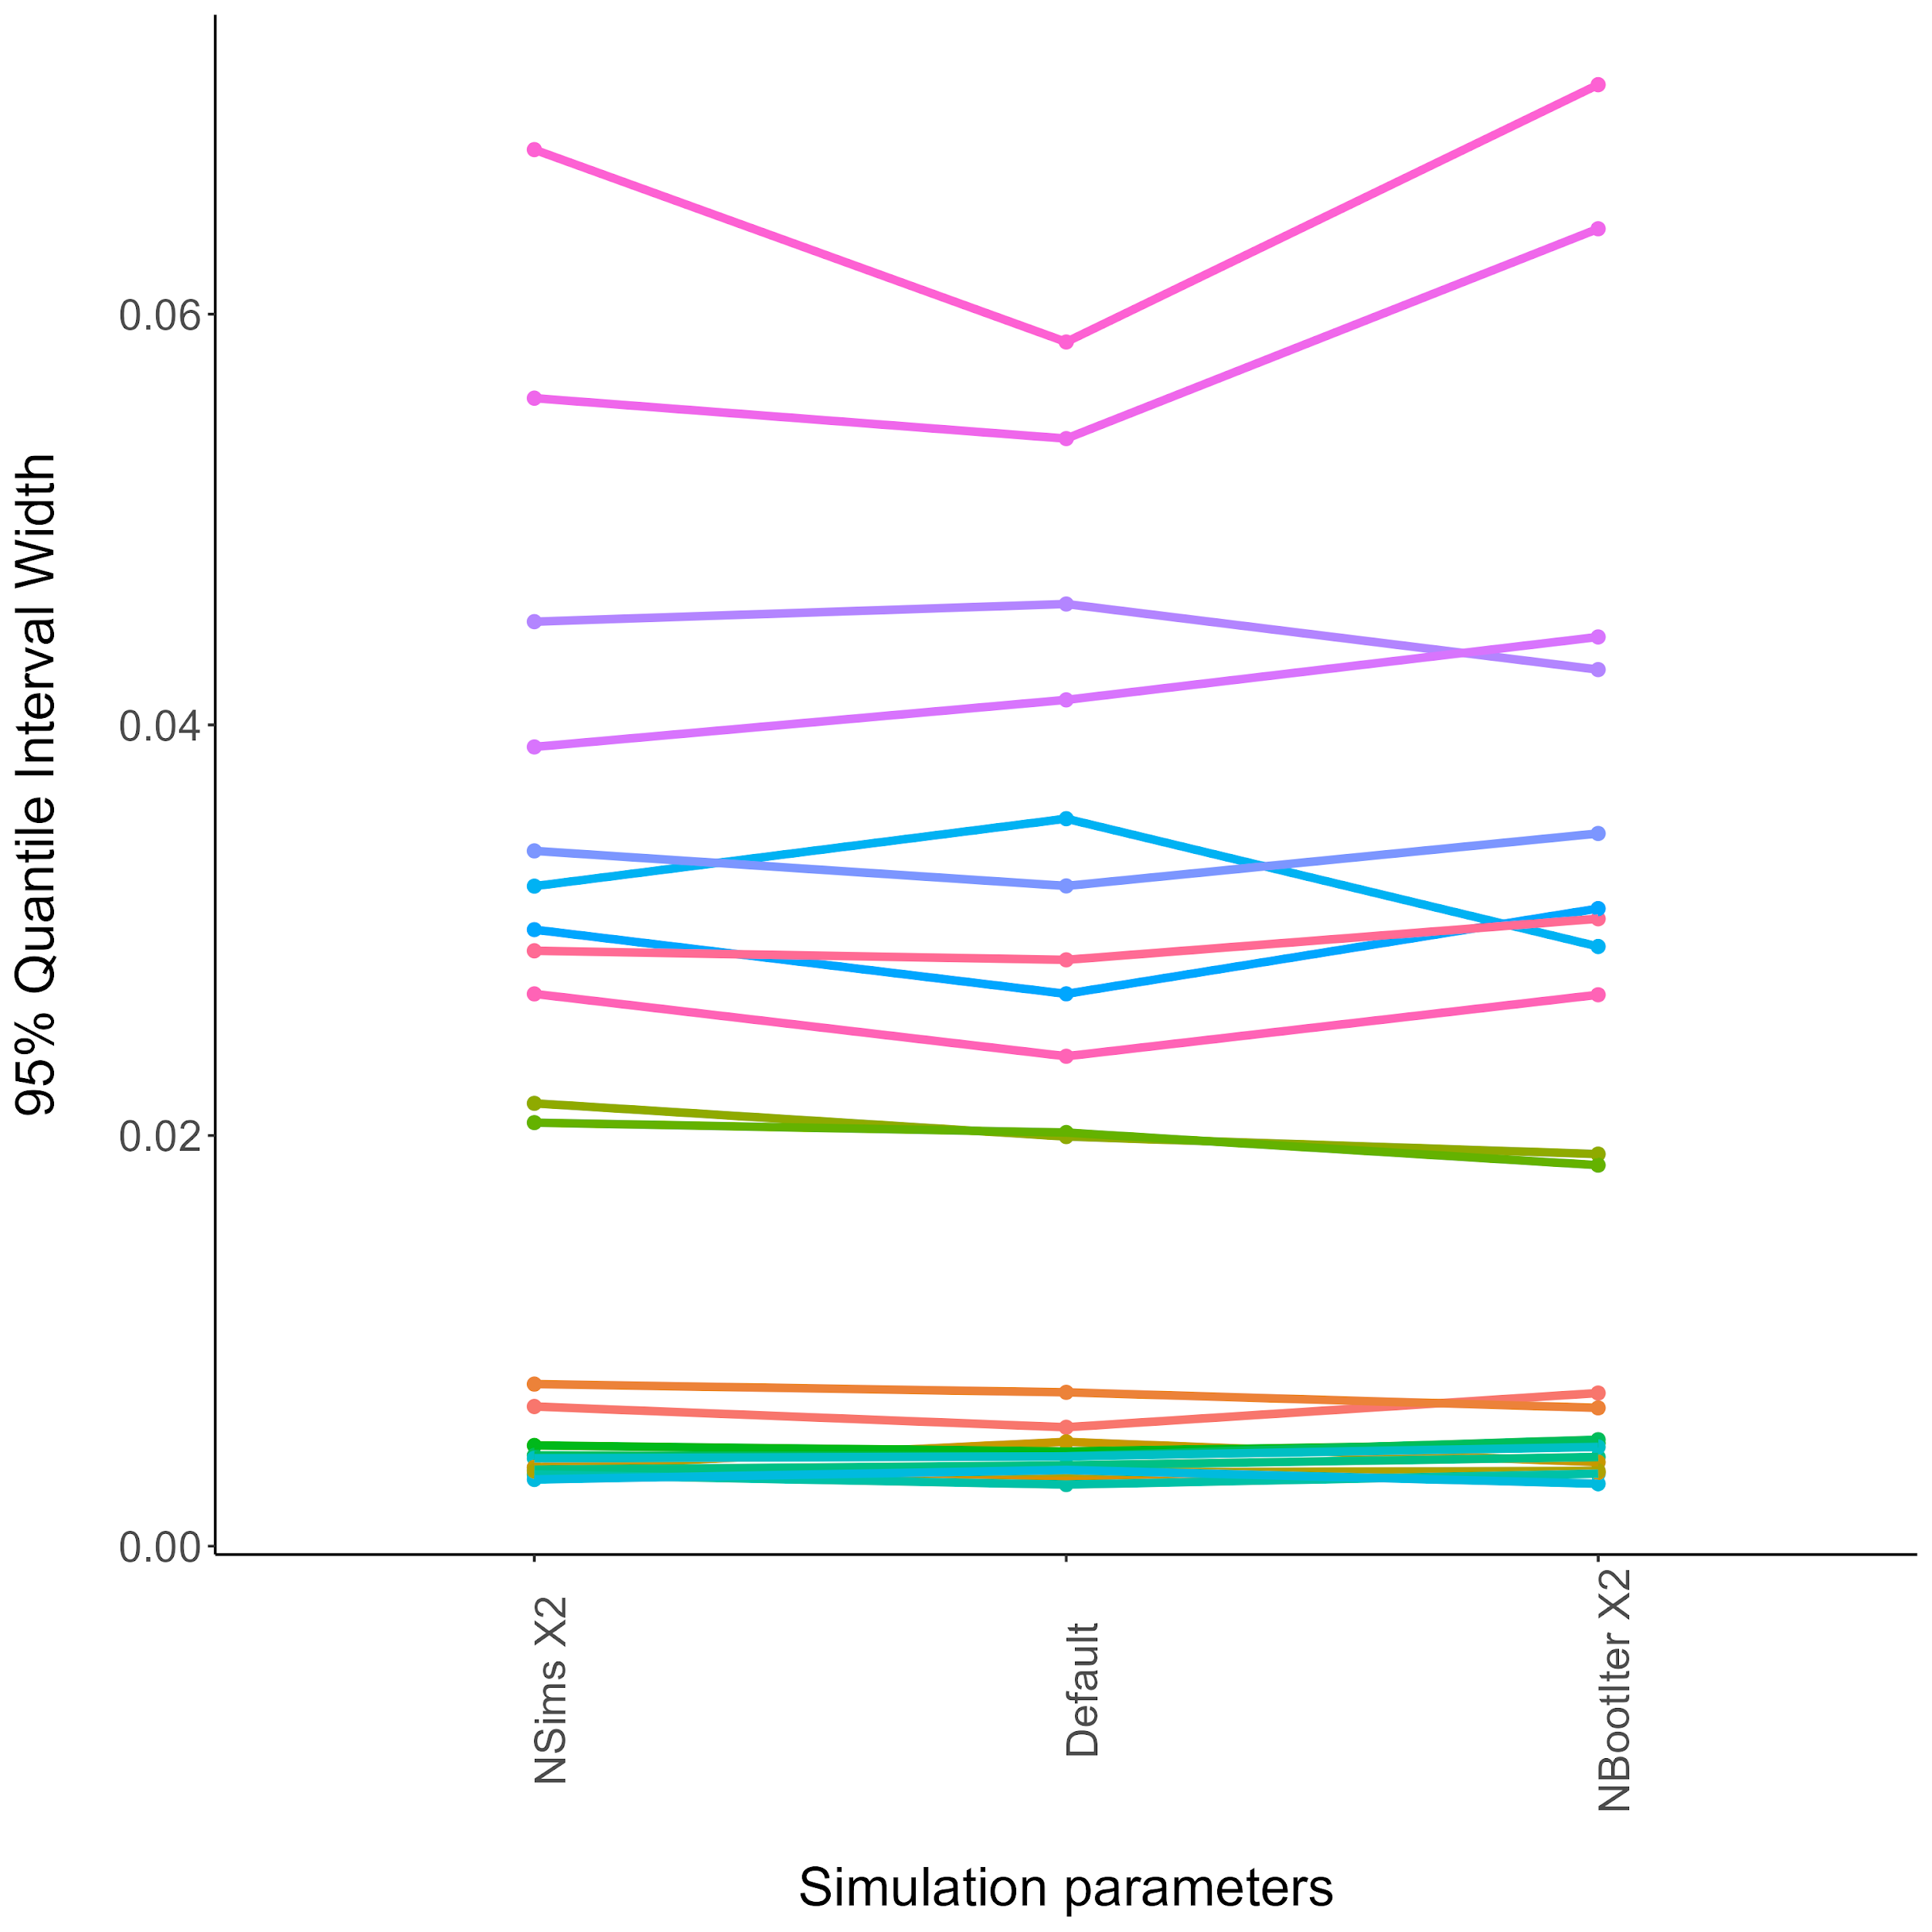 95% Quantile Interval Width
0.06
0.04
0.02
0.00
NSims X2
Default
NBootIter X2
Simulation parameters